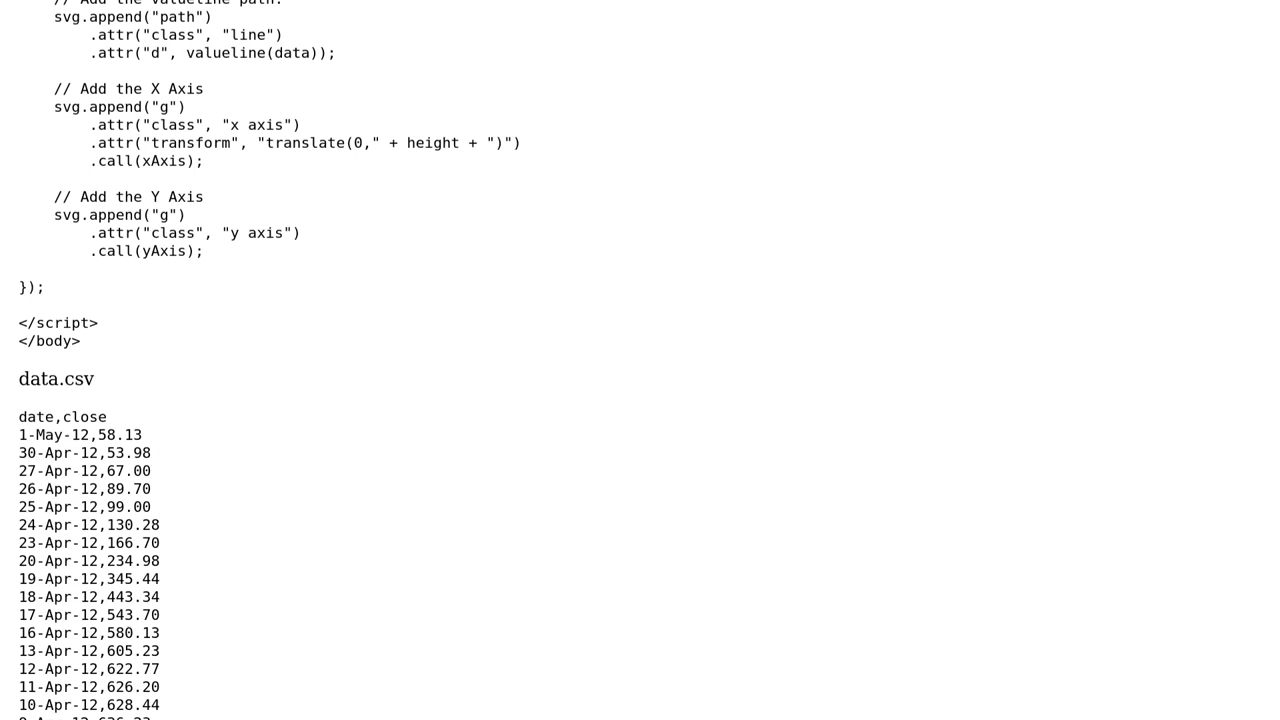 // Add the valueline path.
svg.append("path")
.attr("class", "line")
.attr("d", valueline(data));
// Add the X Axis
svg.append("g")
.attr("class", "x axis")
.attr("transform", "translate(0," + height + ")")
.call(xAxis);
// Add the Y Axis
svg.append("g")
.attr("class", "y axis")
.call(yAxis);
});
</script>
</body>
data.csv
date,close
1-May-12,58.13
30-Apr-12,53.98
27-Apr-12,67.00
26-Apr-12,89.70
25-Apr-12,99.00
24-Apr-12,130.28
23-Apr-12,166.70
20-Apr-12,234.98
19-Apr-12,345.44
18-Apr-12,443.34
17-Apr-12,543.70
16-Apr-12,580.13
13-Apr-12,605.23
12-Apr-12,622.77
11-Apr-12,626.20
10-Apr-12,628.44